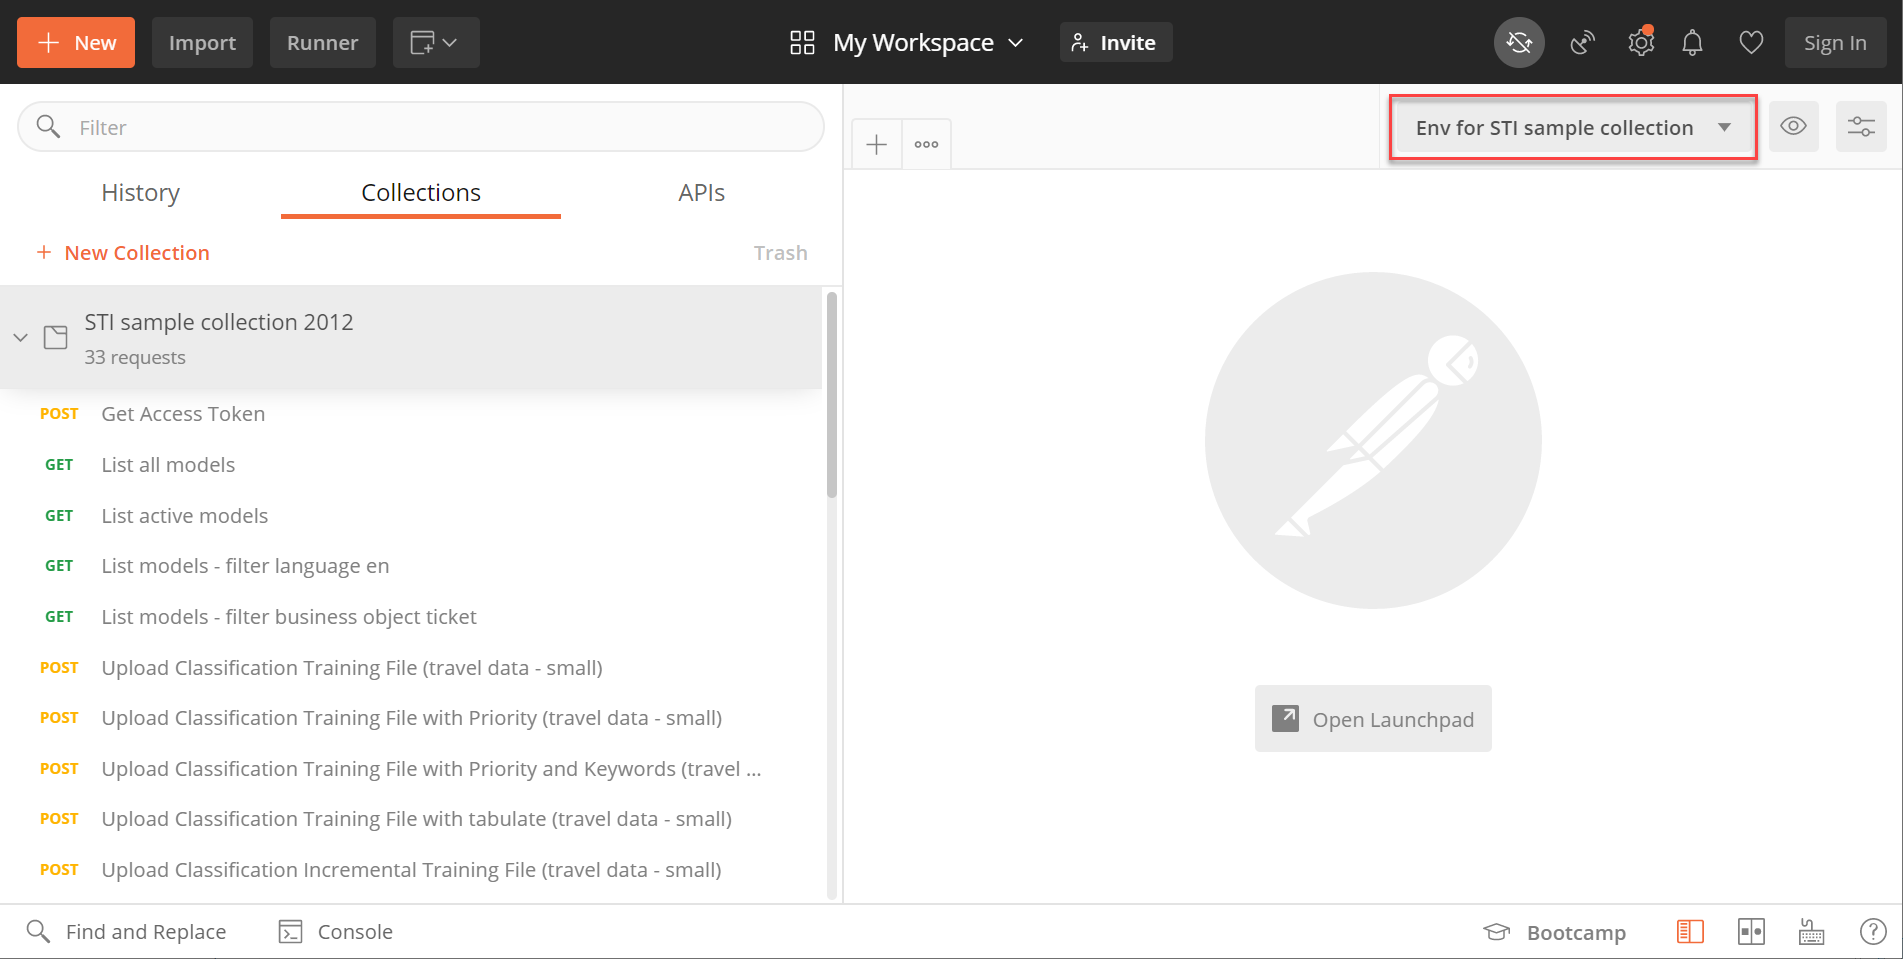 New
Import
Runner
My Workspace
Invite
Sign In
Filter
Env for STI sample collection
History
Collections
APIs
+ New Collection
Trash
STI sample collection 2012
33 requests
POST Get Access Token
GET List all models
GET List active models
GET List models - filter language en
GET List models - filter business object ticket
POST Upload Classification Training File (travel data - small)
POST Upload Classification Training File with Priority (travel data - small)
POST Upload Classification Training File with Priority and Keywords (travel ...
POST Upload Classification Training File with tabulate (travel data - small)
POST Upload Classification Incremental Training File (travel data - small)
Open Launchpad
Find and Replace
Console
Bootcamp